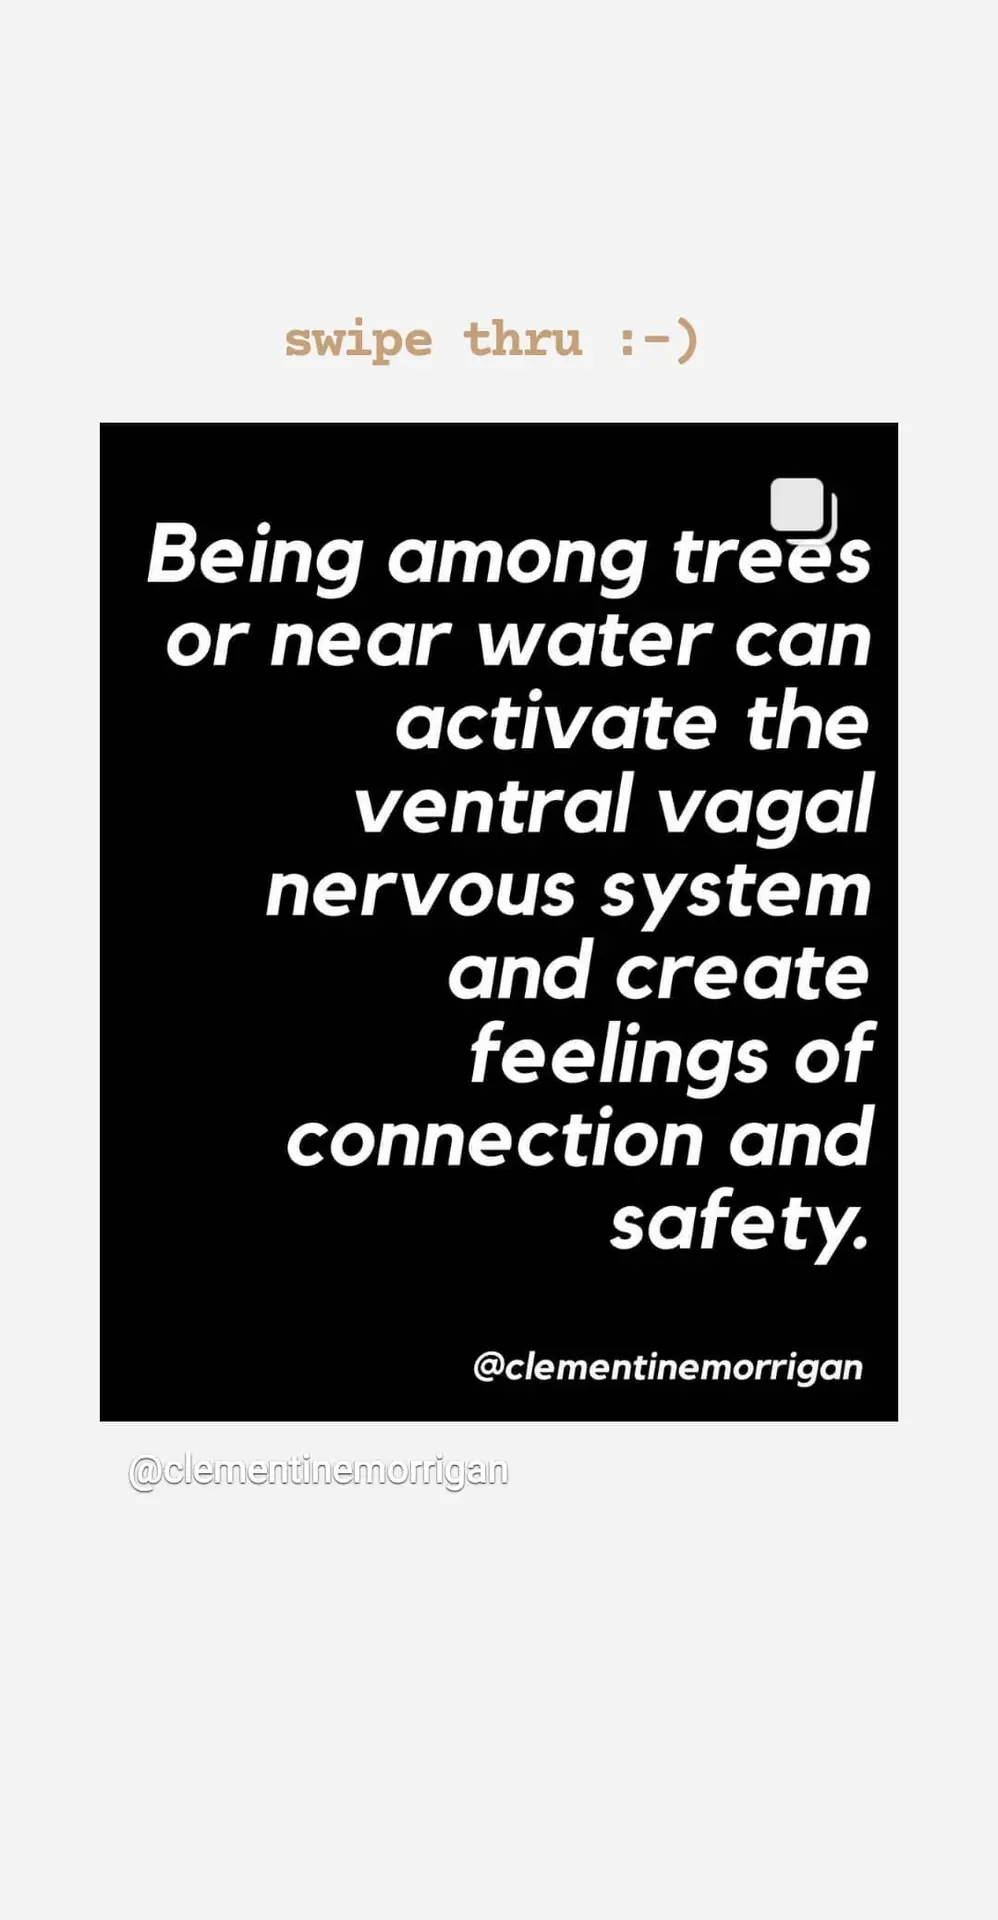 swipe thru :-)
Being among trees
or near water can
activate the
ventral vagal
nervous system
and create
feelings of
connection and
safety.
@clementinemorrigan
@clementinemorrigan